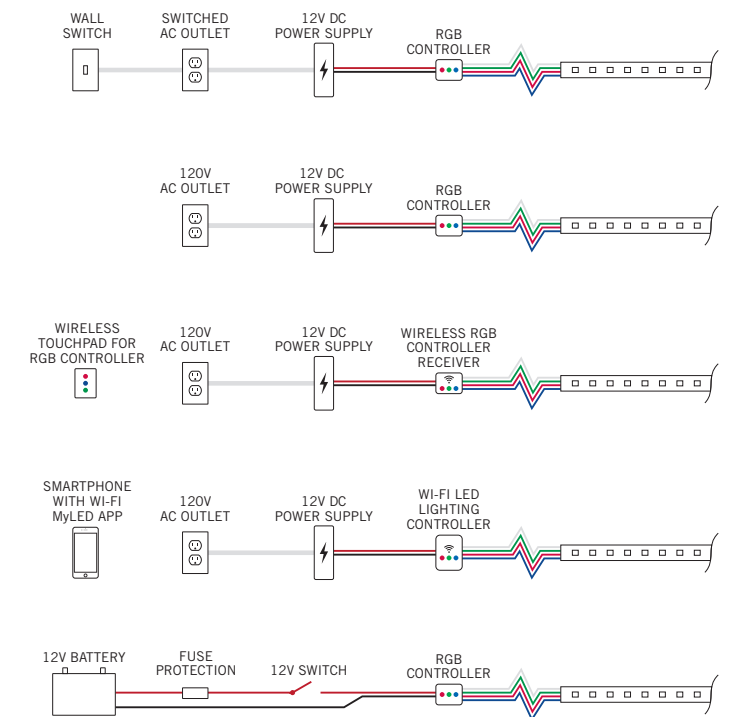 WALL
SWITCH
SWITCHED
AC OUTLET
12V DC
POWER SUPPLY
RGB
CONTROLLER
120V
AC OUTLET
12V DC
POWER SUPPLY
RGB
CONTROLLER
WIRELESS
TOUCHPAD FOR
RGB CONTROLLER
120V
AC OUTLET
12V DC
POWER SUPPLY
WIRELESS RGB
CONTROLLER
RECEIVER
SMARTPHONE
WITH WI-FI
MyLED APP
120V
AC OUTLET
12V DC
POWER SUPPLY
WI-FI LED
LIGHTING
CONTROLLER
12V BATTERY
FUSE
PROTECTION
12V SWITCH
RGB
CONTROLLER